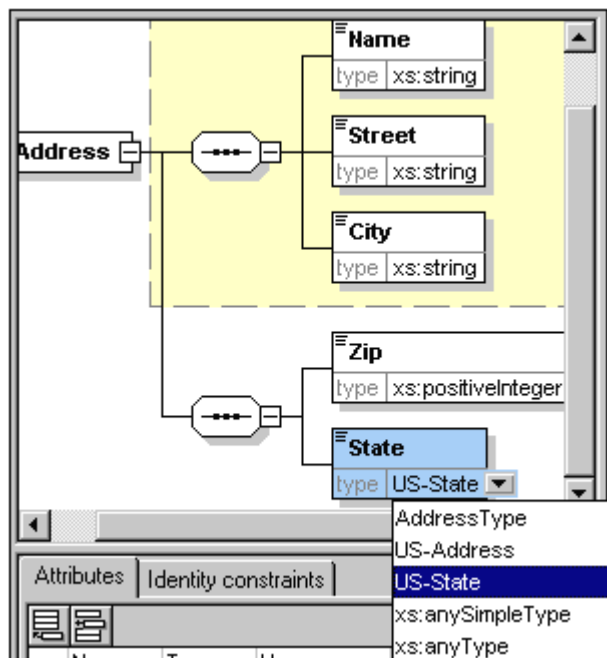 Name
type xs:string
Address
Street
type xs:string
City
type xs:string
Zip
type xs:positiveInteger
State
type US-State
AddressType
US-Address
Attributes Identity constraints
US-State
xs:anySimpleType
xs:anyType